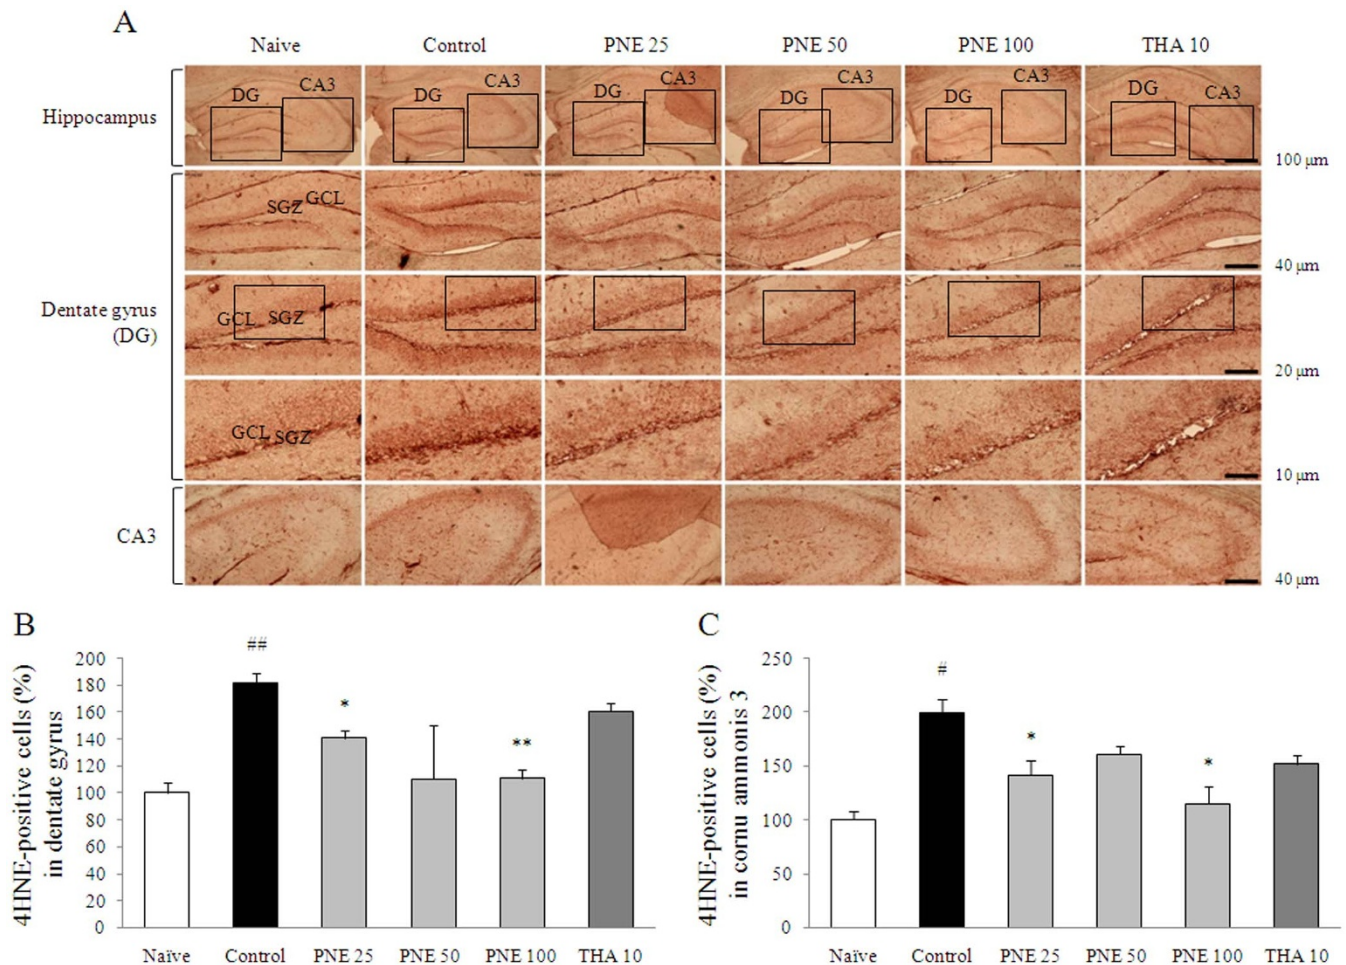 A
Naive Control PNE 25 PNE 50 PNE 100 THA 10
Hippocampus
DG CA3 DG CA3 DG CA3 DG CA3 DG CA3 DG CA3
100 μm
SGZ GCL
40 μm
Dentate gyrus
(DG)
GCL SGZ
20 μm
GCL SGZ
10 μm
CA3
40 μm
B
4HNE-positive cells (%)
in dentate gyrus
200
180
160
140
120
100
80
60
40
20
0
##
*
**
Naïve Control PNE 25 PNE 50 PNE 100 THA 10
C
4HNE-positive cells (%)
in cornu ammonis 3
250
200
150
100
50
0
#
*
*
Naïve Control PNE 25 PNE 50 PNE 100 THA 10